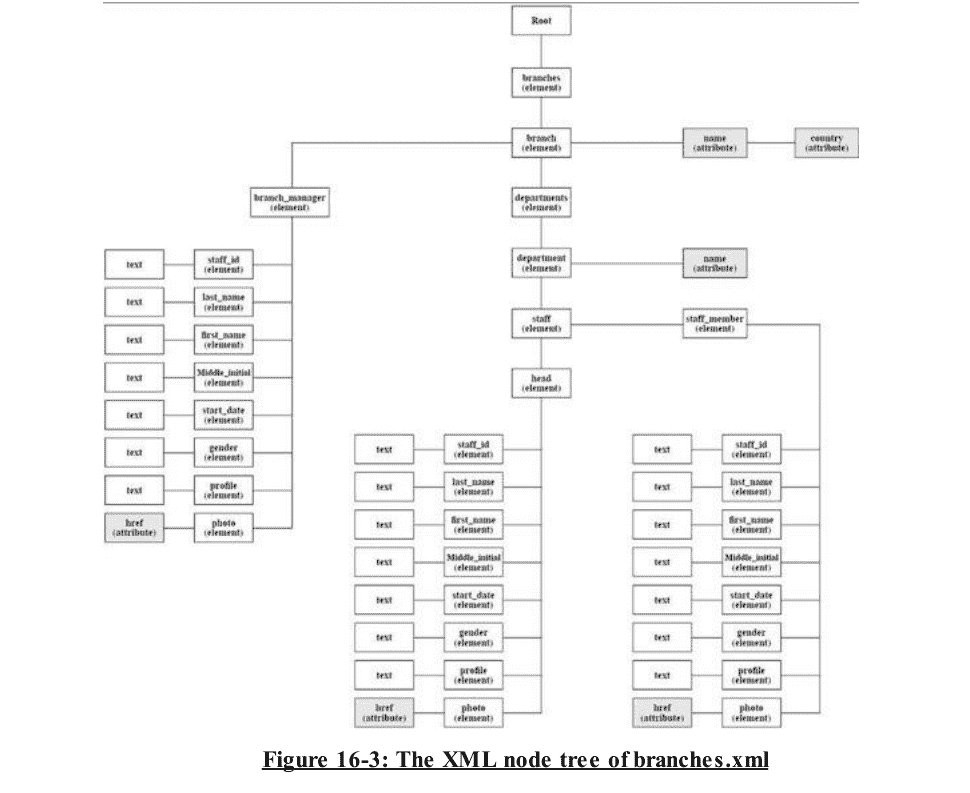 Root
branches
(element)
branch
(element)
name
(attribute)
country
(attribute)
branch_manager
(element)
departments
(element)
department
(element)
name
(attribute)
text
staff_id
(element)
text
last_name
(element)
text
first_name
(element)
text
Middle_initial
(element)
text
start_date
(element)
text
gender
(element)
text
profile
(element)
href
(attribute)
photo
(element)
staff
(element)
staff_member
(element)
head
(element)
text
staff_id
(element)
text
last_name
(element)
text
first_name
(element)
text
Middle_initial
(element)
text
start_date
(element)
text
gender
(element)
text
profile
(element)
href
(attribute)
photo
(element)
text
staff_id
(element)
text
last_name
(element)
text
first_name
(element)
text
Middle_initial
(element)
text
start_date
(element)
text
gender
(element)
text
profile
(element)
href
(attribute)
photo
(element)
Figure 16-3: The XML node tree of branches.xml